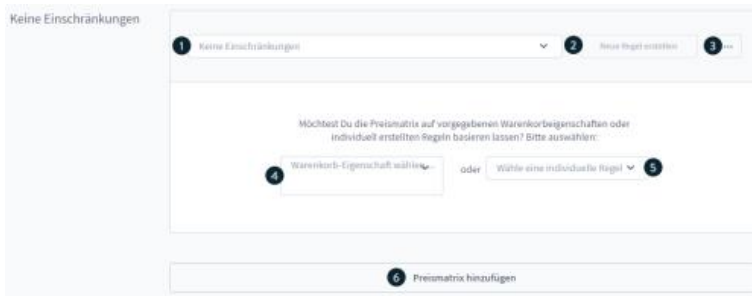 Keine Einschränkungen
1 Keine Einschränkungen 2 Neue Regel erstellen 3 ...
Möchtest Du die Preismatrix auf vorgegebenen Warenkorbeigenschaften oder
individuell erstellten Regeln basieren lassen? Bitte auswählen:
4 Warenkorb-Eigenschaft wählen... oder Wähle eine individuelle Regel 5
6 Preismatrix hinzufügen